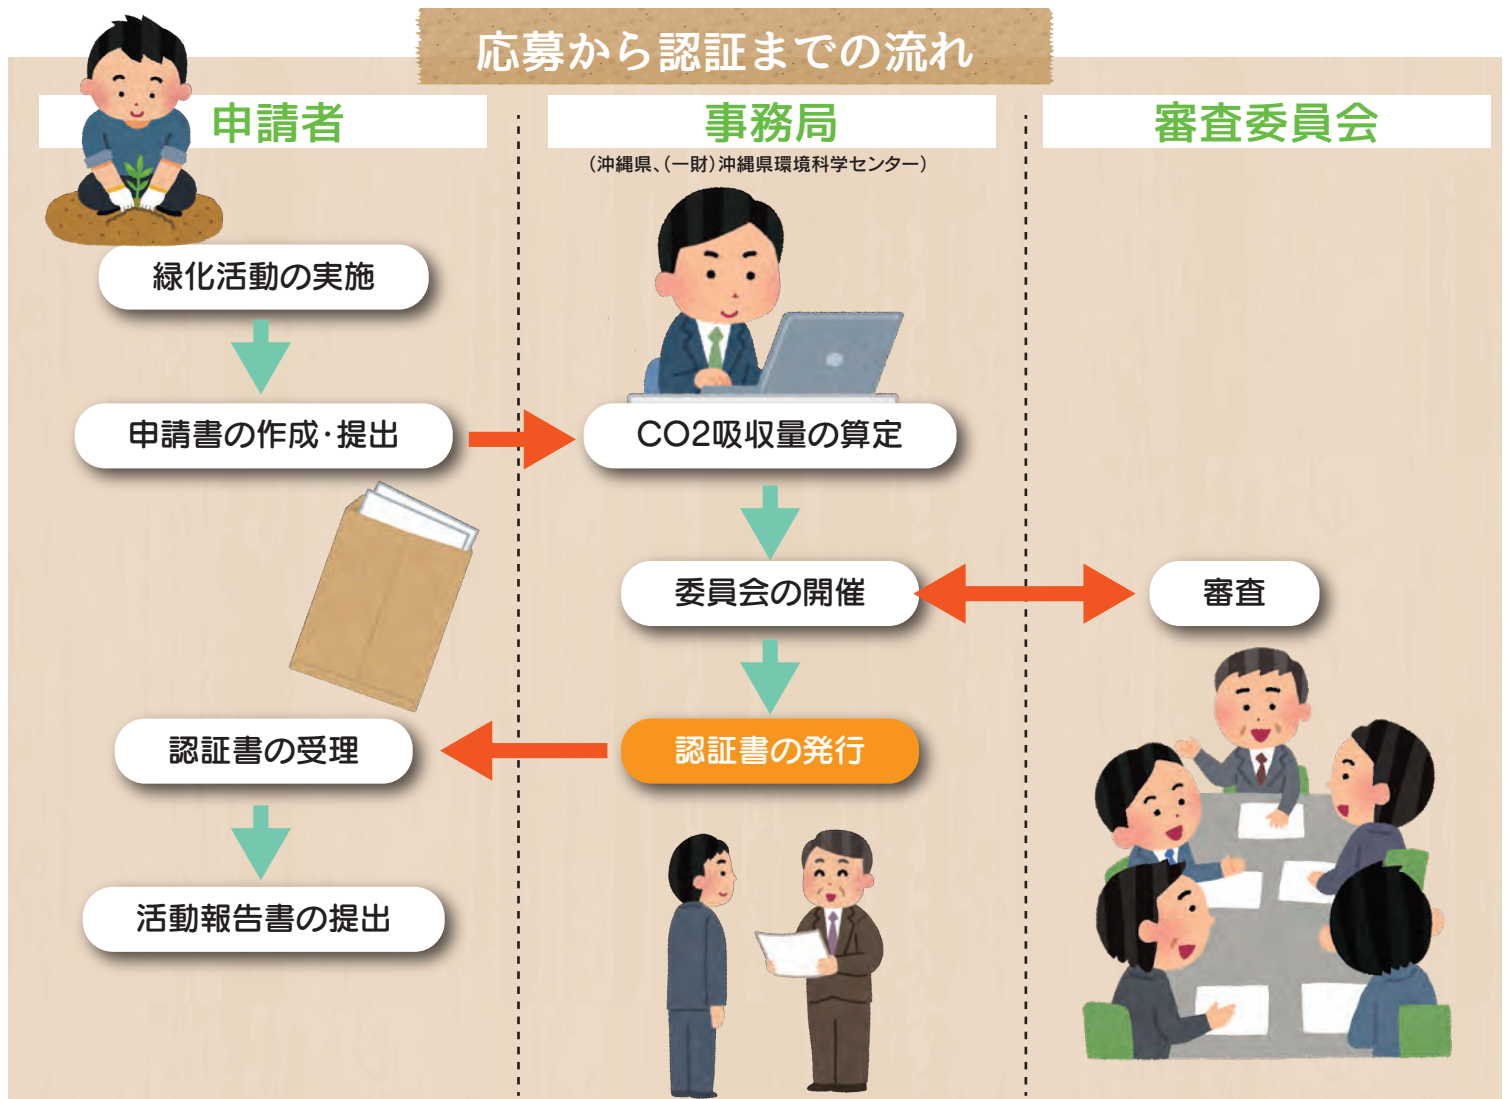 応募から認証までの流れ
申請者
事務局
(沖縄県、(一財)沖縄県環境科学センター)
審査委員会
緑化活動の実施
申請書の作成・提出
CO2吸収量の算定
委員会の開催
審査
認証書の発行
認証書の受理
活動報告書の提出